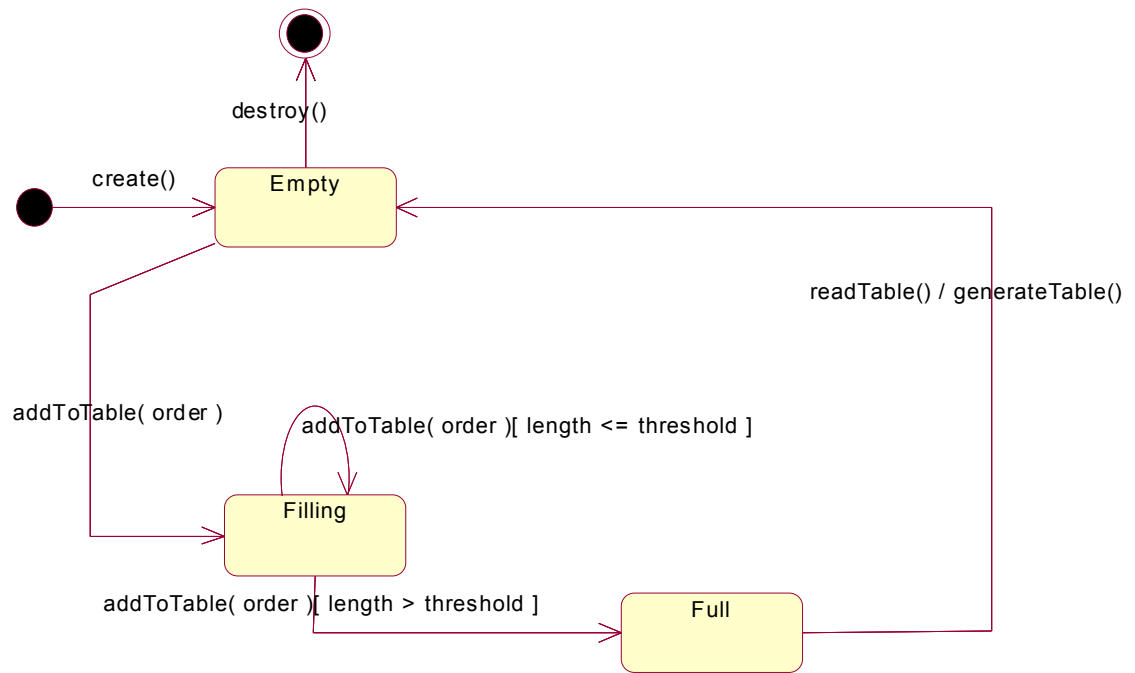 destroy()
create()
Empty
readTable() / generateTable()
addToTable( order )
addToTable( order )[ length <= threshold ]
Filling
addToTable( order )[ length > threshold ]
Full